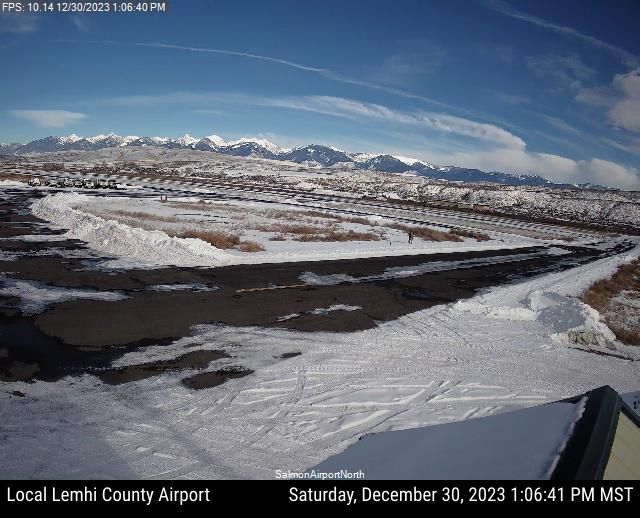 FPS: 10.14 12/30/2023 1:06:40 PM
SalmonAirportNorth
Local Lemhi County Airport Saturday, December 30, 2023 1:06:41 PM MST